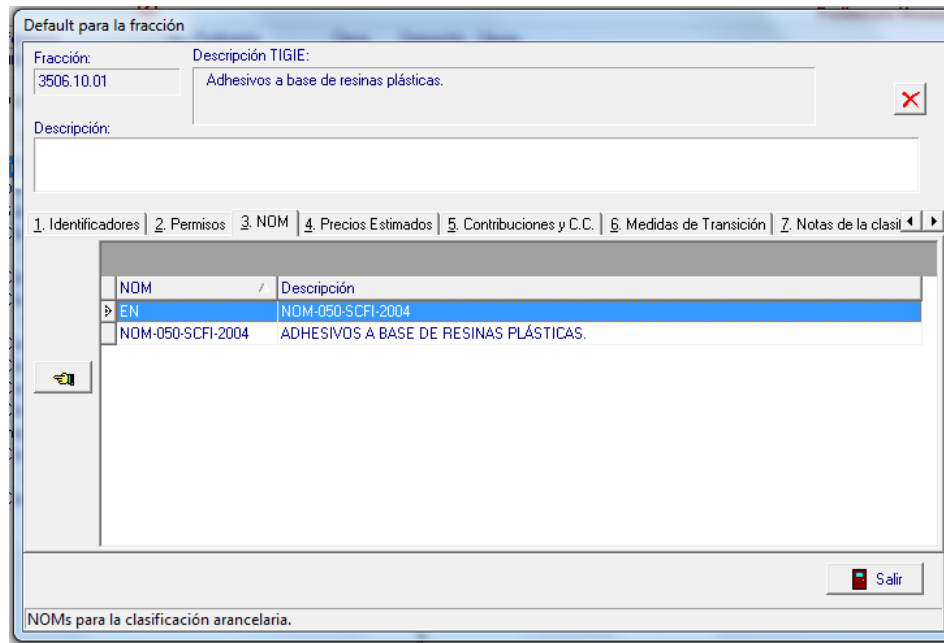 Default para la fracción
Fracción:
Descripción TIGIE:
3506.10.01
Adhesivos a base de resinas plásticas.
Descripción:
1. Identificadores 2. Permisos 3. NOM 4. Precios Estimados 5. Contribuciones y C.C. 6. Medidas de Transición 7. Notas de la clasif
NOM Descripción
EN NOM-050-SCFI-2004
NOM-050-SCFI-2004 ADHESIVOS A BASE DE RESINAS PLÁSTICAS.
Salir
NOMs para la clasificación arancelaria.